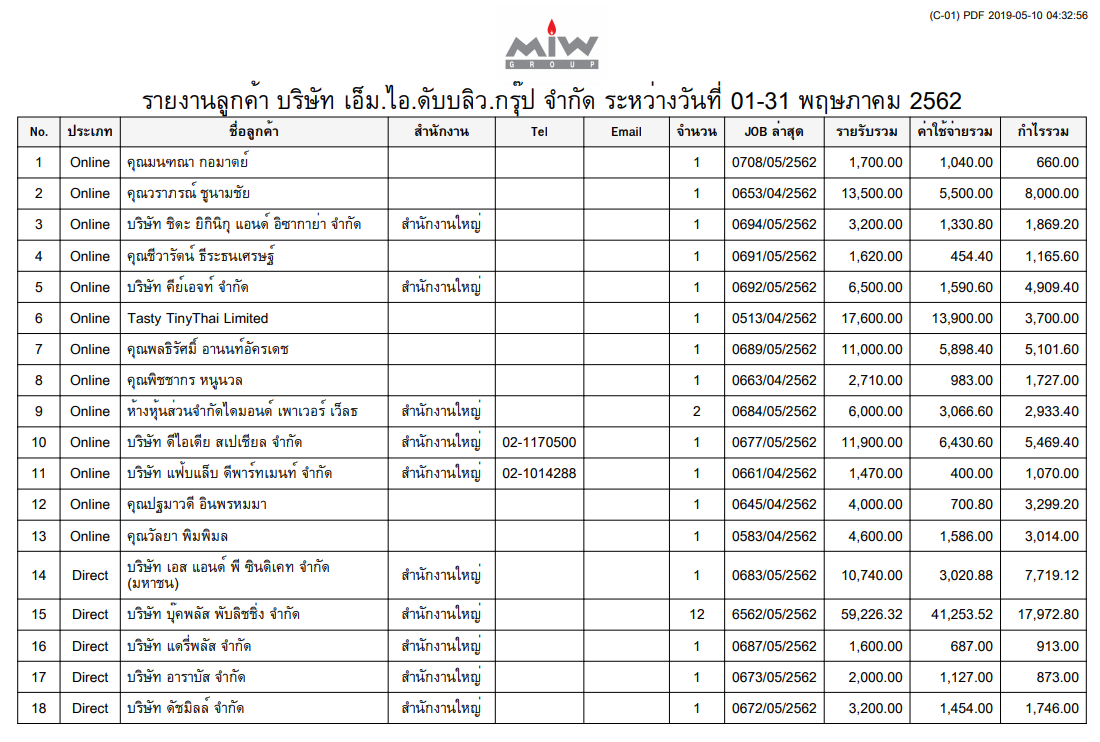 (C-01) PDF 2019-05-10 04:32:56
MiW
GROUP
รายงานลูกค้า บริษัท เอ็ม.ไอ.ดับบลิว.กรุ๊ป จำกัด ระหว่างวันที่ 01-31 พฤษภาคม 2562
No. ประเภท ชื่อลูกค้า สำนักงาน Tel Email จำนวน JOB ล่าสุด รายรับรวม ค่าใช้จ่ายรวม กำไรรวม
1 Online คุณมนฑณา กอมาตย์ 1 0708/05/2562 1,700.00 1,040.00 660.00
2 Online คุณวราภรณ์ ชูนามชัย 1 0653/04/2562 13,500.00 5,500.00 8,000.00
3 Online บริษัท ชิดะ ยิกินิกุ แอนด์ อิซากาย่า จำกัด สำนักงานใหญ่ 1 0694/05/2562 3,200.00 1,330.80 1,869.20
4 Online คุณชีวารัตน์ ธีระธนเศรษฐ์ 1 0691/05/2562 1,620.00 454.40 1,165.60
5 Online บริษัท คีย์เอจท์ จำกัด สำนักงานใหญ่ 1 0692/05/2562 6,500.00 1,590.60 4,909.40
6 Online Tasty TinyThai Limited 1 0513/04/2562 17,600.00 13,900.00 3,700.00
7 Online คุณพลธิรัศมิ์ อานนท์อัครเดช 1 0689/05/2562 11,000.00 5,898.40 5,101.60
8 Online คุณพิชชากร หนูนวล 1 0663/04/2562 2,710.00 983.00 1,727.00
9 Online ห้างหุ้นส่วนจำกัดไดมอนด์ เพาเวอร์ เว็ลธ สำนักงานใหญ่ 2 0684/05/2562 6,000.00 3,066.60 2,933.40
10 Online บริษัท ดีไอเดีย สเปเชียล จำกัด สำนักงานใหญ่ 02-1170500 1 0677/05/2562 11,900.00 6,430.60 5,469.40
11 Online บริษัท แฟ้บแล็บ ดีพาร์ทเมนท์ จำกัด สำนักงานใหญ่ 02-1014288 1 0661/04/2562 1,470.00 400.00 1,070.00
12 Online คุณปฐมาวดี อินพรหมมา 1 0645/04/2562 4,000.00 700.80 3,299.20
13 Online คุณวัลยา พิมพิมล 1 0583/04/2562 4,600.00 1,586.00 3,014.00
14 Direct บริษัท เอส แอนด์ พี ซินดิเคท จำกัด สำนักงานใหญ่ 1 0683/05/2562 10,740.00 3,020.88 7,719.12
(มหาชน)
15 Direct บริษัท บุ๊คพลัส พับลิชชิ่ง จำกัด สำนักงานใหญ่ 12 6562/05/2562 59,226.32 41,253.52 17,972.80
16 Direct บริษัท แดรี่พลัส จำกัด สำนักงานใหญ่ 1 0687/05/2562 1,600.00 687.00 913.00
17 Direct บริษัท อาราบัส จำกัด สำนักงานใหญ่ 1 0673/05/2562 2,000.00 1,127.00 873.00
18 Direct บริษัท ดัชมิลล์ จำกัด สำนักงานใหญ่ 1 0672/05/2562 3,200.00 1,454.00 1,746.00